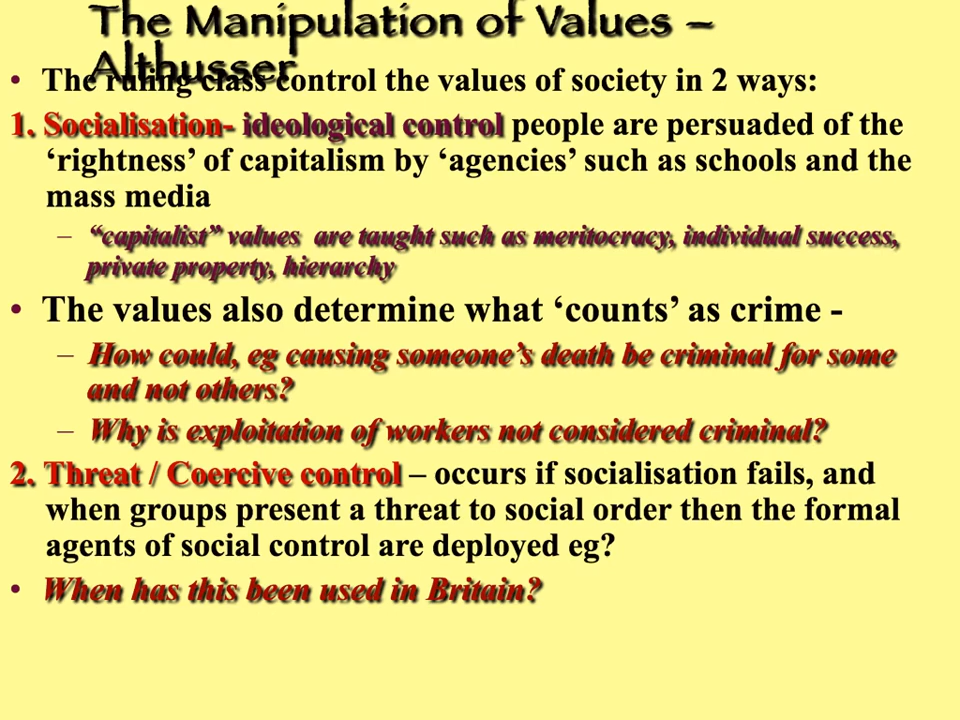 The Manipulation of Values –
Althusser
• The ruling class control the values of society in 2 ways:
1. Socialisation- ideological control people are persuaded of the
‘rightness’ of capitalism by ‘agencies’ such as schools and the
mass media
– “capitalist” values are taught such as meritocracy, individual success,
private property, hierarchy
• The values also determine what ‘counts’ as crime -
– How could, eg causing someone’s death be criminal for some
and not others?
– Why is exploitation of workers not considered criminal?
2. Threat / Coercive control – occurs if socialisation fails, and
when groups present a threat to social order then the formal
agents of social control are deployed eg?
• When has this been used in Britain?